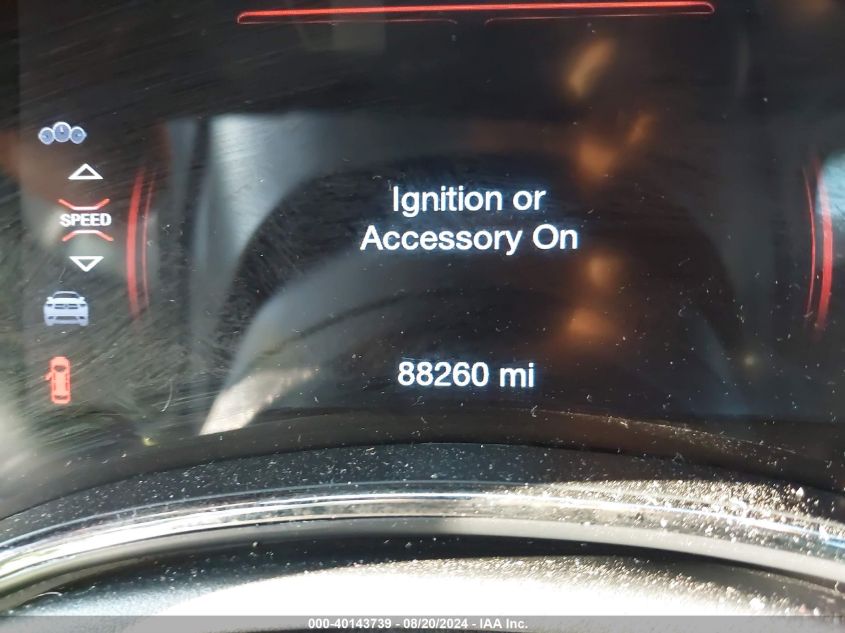 Ignition or
Accessory On
SPEED
88260 mi
000-40143739 - 08/20/2024 - IAA Inc.